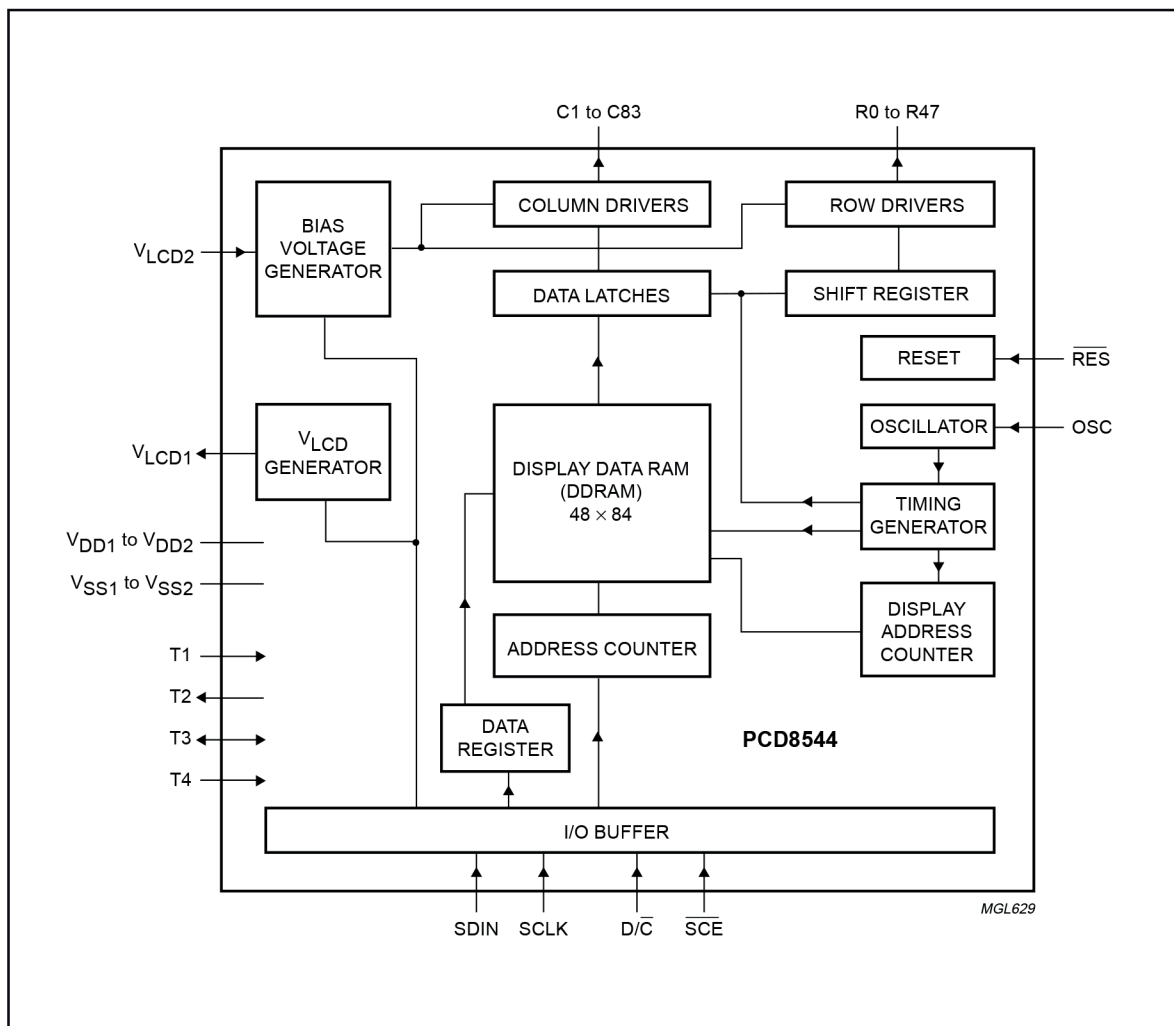 C1 to C83
R0 to R47
BIAS
VOLTAGE
GENERATOR
COLUMN DRIVERS
ROW DRIVERS
VLCD2
DATA LATCHES
SHIFT REGISTER
RESET
R̅E̅S̅
VLCD1
VLCD
GENERATOR
OSCILLATOR
OSC
DISPLAY DATA RAM
(DDRAM)
48 × 84
TIMING
GENERATOR
VDD1 to VDD2
VSS1 to VSS2
DISPLAY
ADDRESS
COUNTER
ADDRESS COUNTER
T1
T2
T3
T4
DATA
REGISTER
PCD8544
I/O BUFFER
MGL629
SDIN
SCLK
D/C̅
S̅C̅E̅